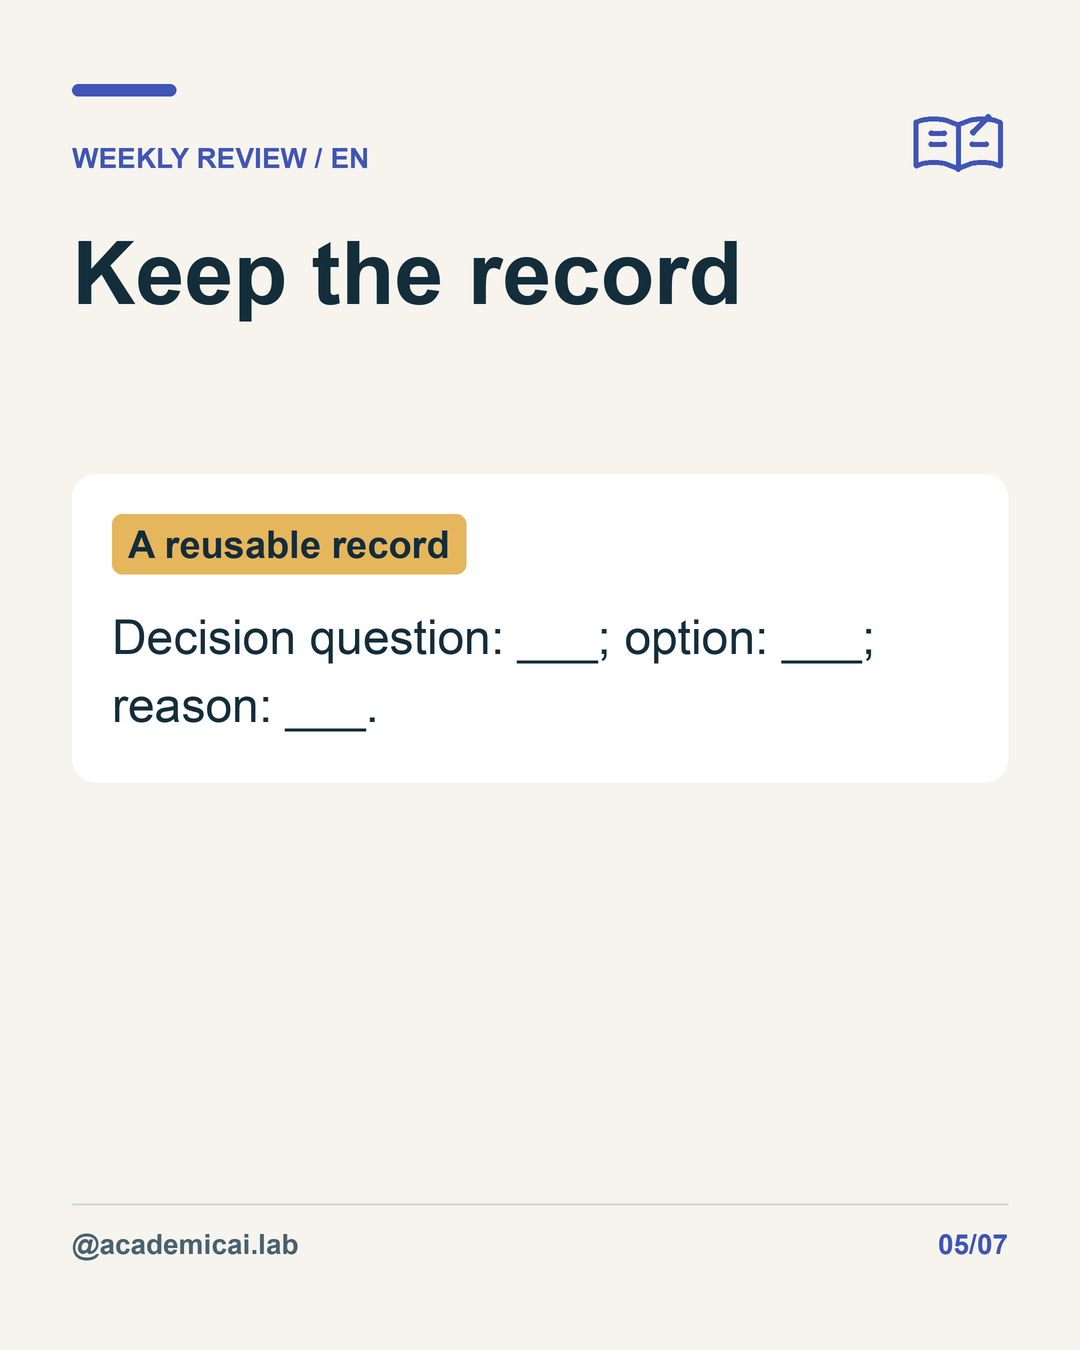 WEEKLY REVIEW / EN
Keep the record
A reusable record
Decision question: ___; option: ___;
reason: ___.
@academicai.lab
05/07